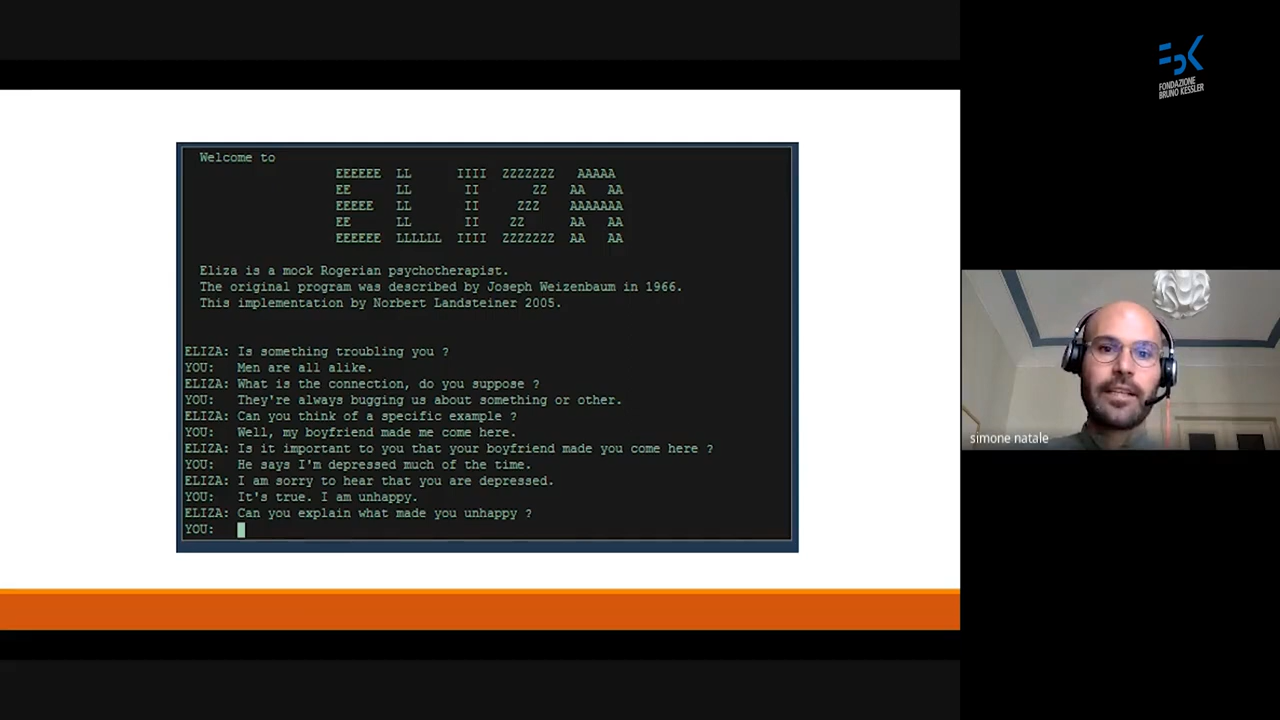 Welcome to
EEEEEE LL IIII ZZZZZZZ AAAAA
EE LL II ZZ AA AA
EEEEE LL II ZZZ AAAAAAA
EE LL II ZZ AA AA
EEEEEE LLLLLL IIII ZZZZZZZ AA AA
Eliza is a mock Rogerian psychotherapist.
The original program was described by Joseph Weizenbaum in 1966.
This implementation by Norbert Landsteiner 2005.
ELIZA: Is something troubling you ?
YOU: Men are all alike.
ELIZA: What is the connection, do you suppose ?
YOU: They're always bugging us about something or other.
ELIZA: Can you think of a specific example ?
YOU: Well, my boyfriend made me come here.
ELIZA: Is it important to you that your boyfriend made you come here ?
YOU: He says I'm depressed much of the time.
ELIZA: I am sorry to hear that you are depressed.
YOU: It's true. I am unhappy.
ELIZA: Can you explain what made you unhappy ?
YOU:
FBK
FONDAZIONE
BRUNO KESSLER
simone natale